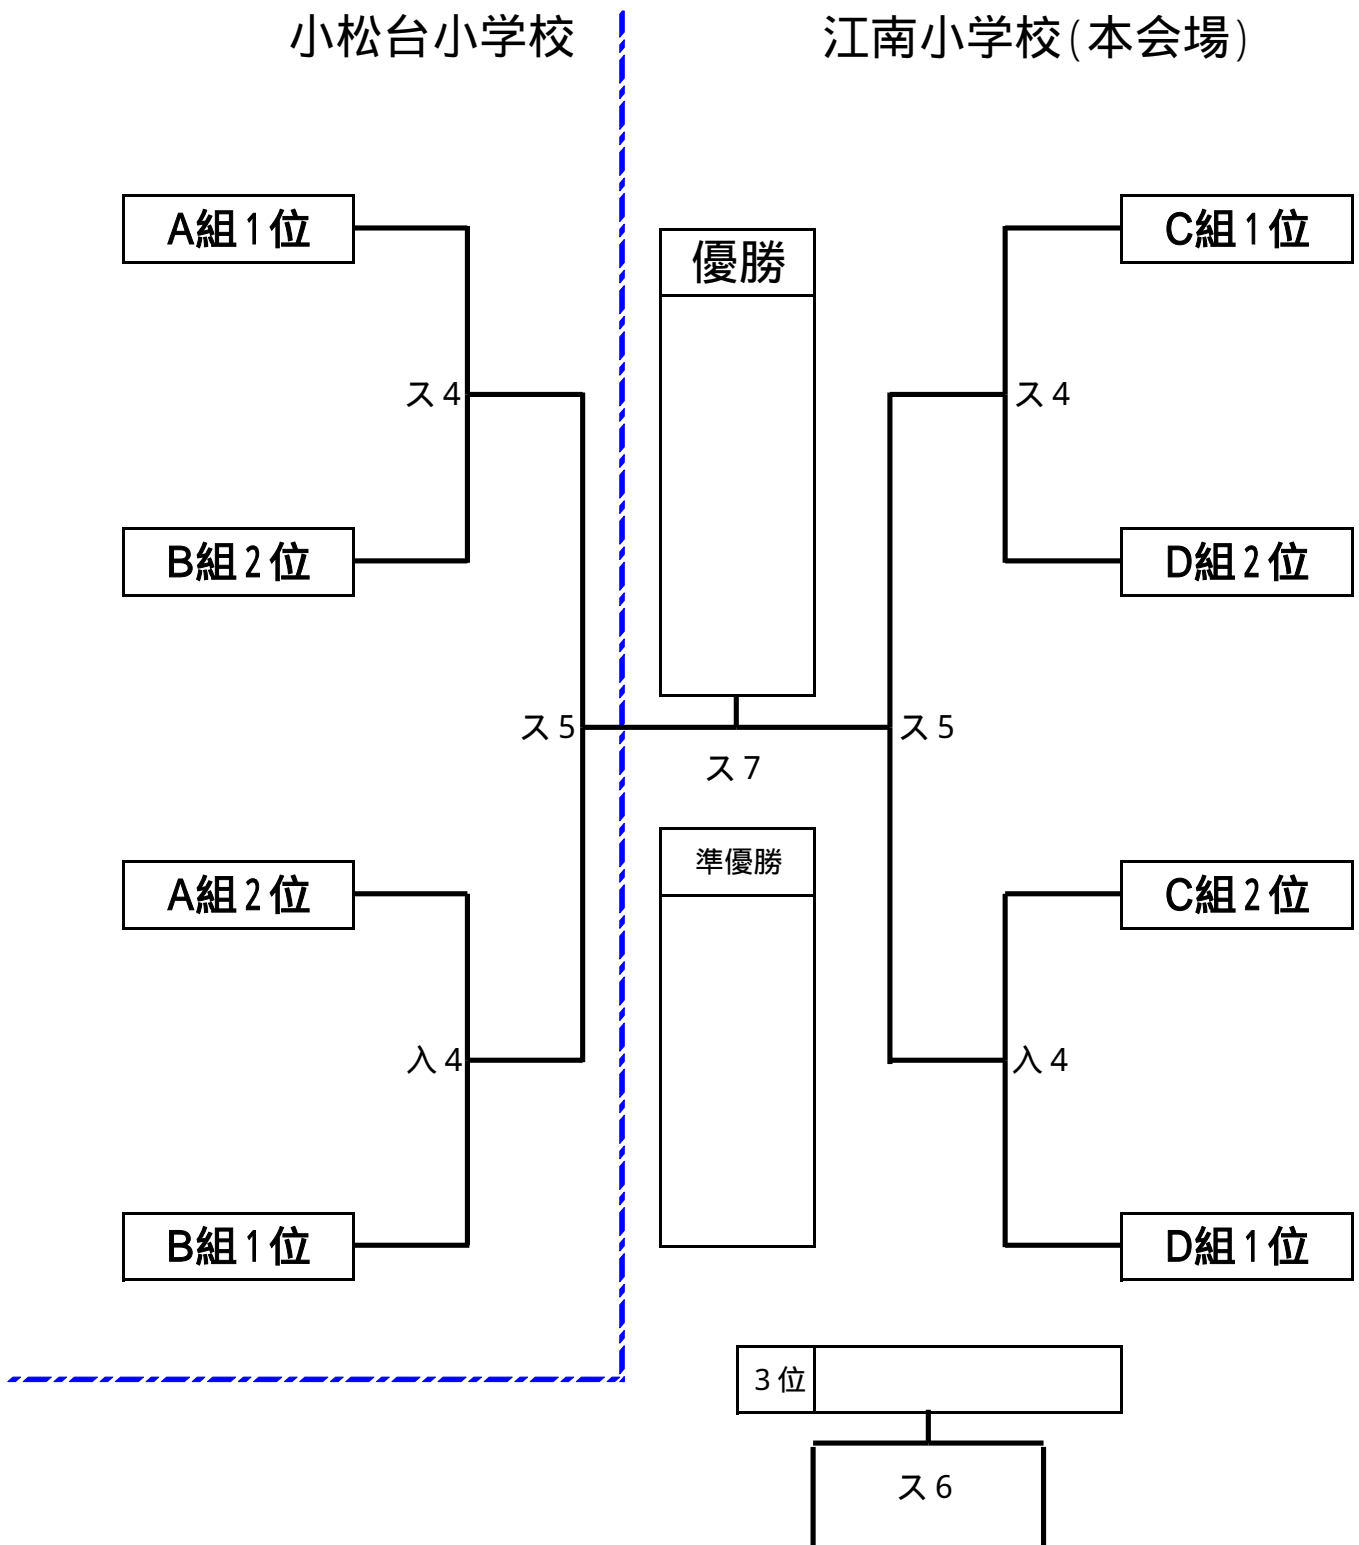 小松台小学校
江南小学校(本会場)
A組1位
C組1位
優勝
ス4
ス4
B組2位
D組2位
ス5
ス5
ス7
準優勝
A組2位
C組2位
入4
入4
B組1位
D組1位
3位
ス6